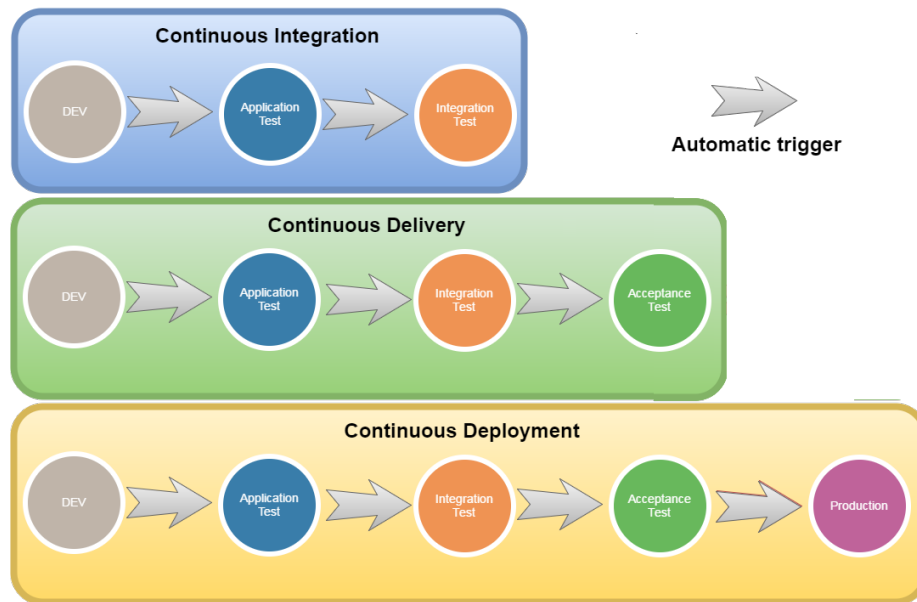 Continuous Integration
DEV
Application
Test
Integration
Test
Automatic trigger
Continuous Delivery
DEV
Application
Test
Integration
Test
Acceptance
Test
Continuous Deployment
DEV
Application
Test
Integration
Test
Acceptance
Test
Production